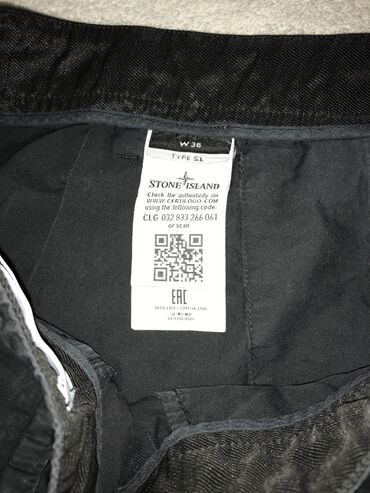 W 36
TYPE SL
STONE ISLAND
Check the authenticity on
WWW.CERTILOGO.COM
using the following code:
CLG 032 833 266 061
or scan
EAC